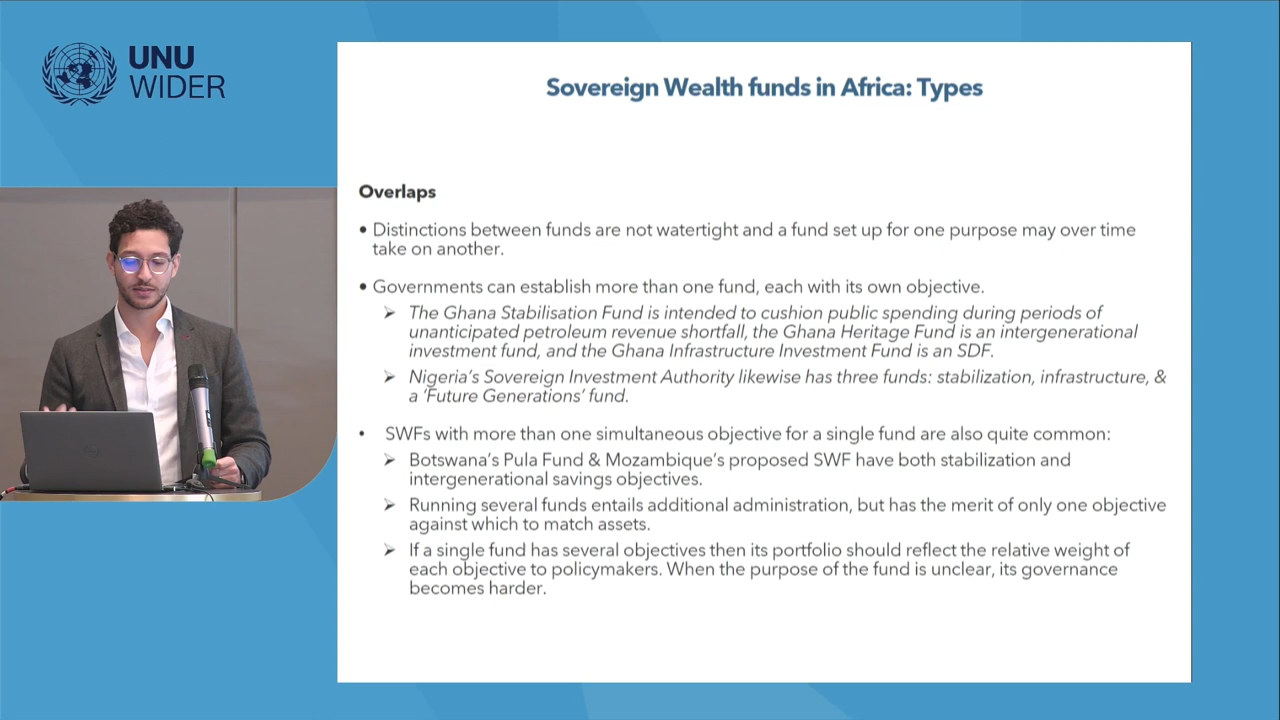 UNU
WIDER
Sovereign Wealth funds in Africa: Types
Overlaps
• Distinctions between funds are not watertight and a fund set up for one purpose may over time
take on another.
• Governments can establish more than one fund, each with its own objective.
➢ The Ghana Stabilisation Fund is intended to cushion public spending during periods of
unanticipated petroleum revenue shortfall, the Ghana Heritage Fund is an intergenerational
investment fund, and the Ghana Infrastructure Investment Fund is an SDF.
➢ Nigeria's Sovereign Investment Authority likewise has three funds: stabilization, infrastructure, &
a 'Future Generations' fund.
• SWFs with more than one simultaneous objective for a single fund are also quite common:
➢ Botswana's Pula Fund & Mozambique's proposed SWF have both stabilization and
intergenerational savings objectives.
➢ Running several funds entails additional administration, but has the merit of only one objective
against which to match assets.
➢ If a single fund has several objectives then its portfolio should reflect the relative weight of
each objective to policymakers. When the purpose of the fund is unclear, its governance
becomes harder.